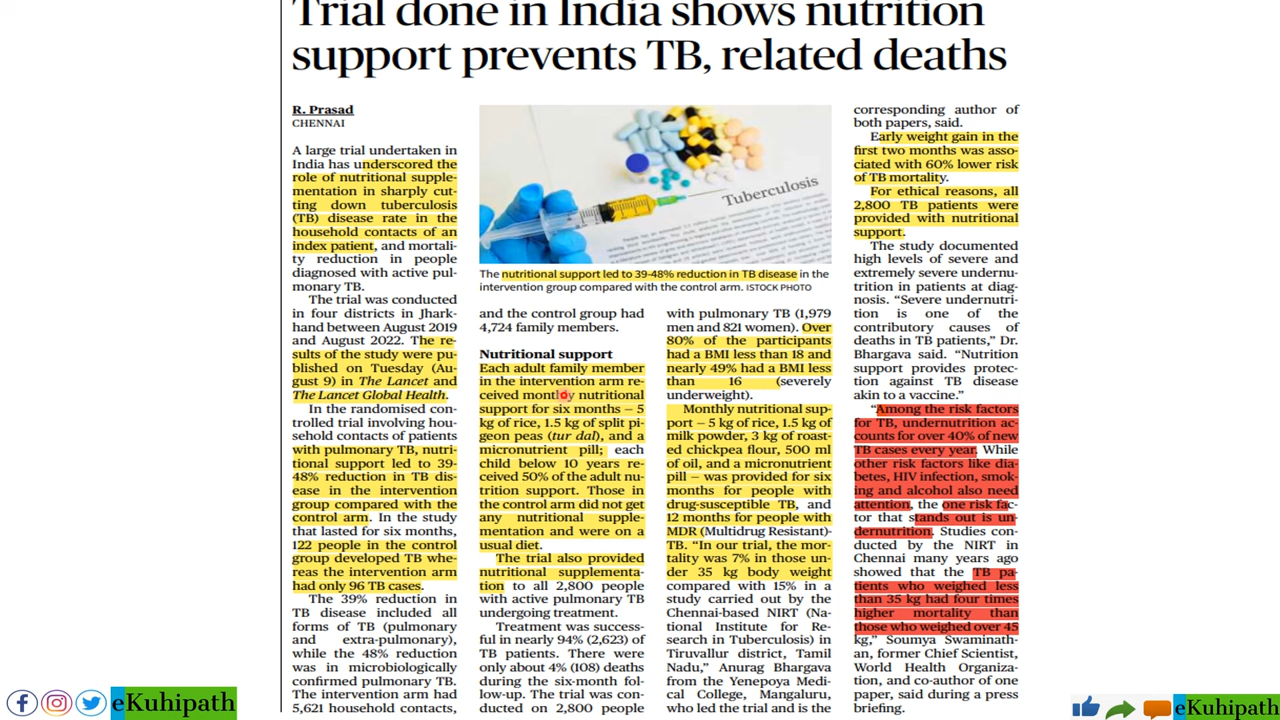 Trial done in India shows nutrition
support prevents TB, related deaths
R. Prasad
CHENNAI
A large trial undertaken in
India has underscored the
role of nutritional supple-
mentation in sharply cut-
ting down tuberculosis
(TB) disease rate in the
household contacts of an
index patient, and mortali-
ty reduction in people
diagnosed with active pul-
monary TB.
The trial was conducted
in four districts in Jhark-
hand between August 2019
and August 2022. The re-
sults of the study were pu-
blished on Tuesday (Au-
gust 9) in The Lancet and
The Lancet Global Health.
In the randomised con-
trolled trial involving hou-
sehold contacts of patients
with pulmonary TB, nutri-
tional support led to 39-
48% reduction in TB dis-
ease in the intervention
group compared with the
control arm. In the study
that lasted for six months,
122 people in the control
group developed TB whe-
reas the intervention arm
had only 96 TB cases.
The 39% reduction in
TB disease included all
forms of TB (pulmonary
and extra-pulmonary),
while the 48% reduction
was in microbiologically
confirmed pulmonary TB.
The intervention arm had
5,621 household contacts,
Tuberculosis
The nutritional support led to 39-48% reduction in TB disease in the
intervention group compared with the control arm. ISTOCK PHOTO
and the control group had
4,724 family members.
Nutritional support
Each adult family member
in the intervention arm re-
ceived monthly nutritional
support for six months – 5
kg of rice, 1.5 kg of split pi-
geon peas (tur dal), and a
micronutrient pill; each
child below 10 years re-
ceived 50% of the adult nu-
trition support. Those in
the control arm did not get
any nutritional supple-
mentation and were on a
usual diet.
The trial also provided
nutritional supplementa-
tion to all 2,800 people
with active pulmonary TB
undergoing treatment.
Treatment was success-
ful in nearly 94% (2,623) of
TB patients. There were
only about 4% (108) deaths
during the six-month fol-
low-up. The trial was con-
ducted on 2,800 people
with pulmonary TB (1,979
men and 821 women). Over
80% of the participants
had a BMI less than 18 and
nearly 49% had a BMI less
than 16 (severely
underweight).
Monthly nutritional sup-
port – 5 kg of rice, 1.5 kg of
milk powder, 3 kg of roast-
ed chickpea flour, 500 ml
of oil, and a micronutrient
pill – was provided for six
months for people with
drug-susceptible TB, and
12 months for people with
MDR (Multidrug Resistant)-
TB. “In our trial, the mor-
tality was 7% in those un-
der 35 kg body weight
compared with 15% in a
study carried out by the
Chennai-based NIRT (Na-
tional Institute for Re-
search in Tuberculosis) in
Tiruvallur district, Tamil
Nadu,” Anurag Bhargava
from the Yenepoya Medi-
cal College, Mangaluru,
who led the trial and is the
corresponding author of
both papers, said.
Early weight gain in the
first two months was asso-
ciated with 60% lower risk
of TB mortality.
For ethical reasons, all
2,800 TB patients were
provided with nutritional
support.
The study documented
high levels of severe and
extremely severe undernu-
trition in patients at diag-
nosis. “Severe undernutri-
tion is one of the
contributory causes of
deaths in TB patients,” Dr.
Bhargava said. “Nutrition
support provides protec-
tion against TB disease
akin to a vaccine.”
“Among the risk factors
for TB, undernutrition ac-
counts for over 40% of new
TB cases every year. While
other risk factors like dia-
betes, HIV infection, smok-
ing and alcohol also need
attention, the one risk fac-
tor that stands out is un-
dernutrition. Studies con-
ducted by the NIRT in
Chennai many years ago
showed that the TB pa-
tients who weighed less
than 35 kg had four times
higher mortality than
those who weighed over 45
kg,” Soumya Swaminath-
an, former Chief Scientist,
World Health Organiza-
tion, and co-author of one
paper, said during a press
briefing.
eKuhipath
eKuhipath